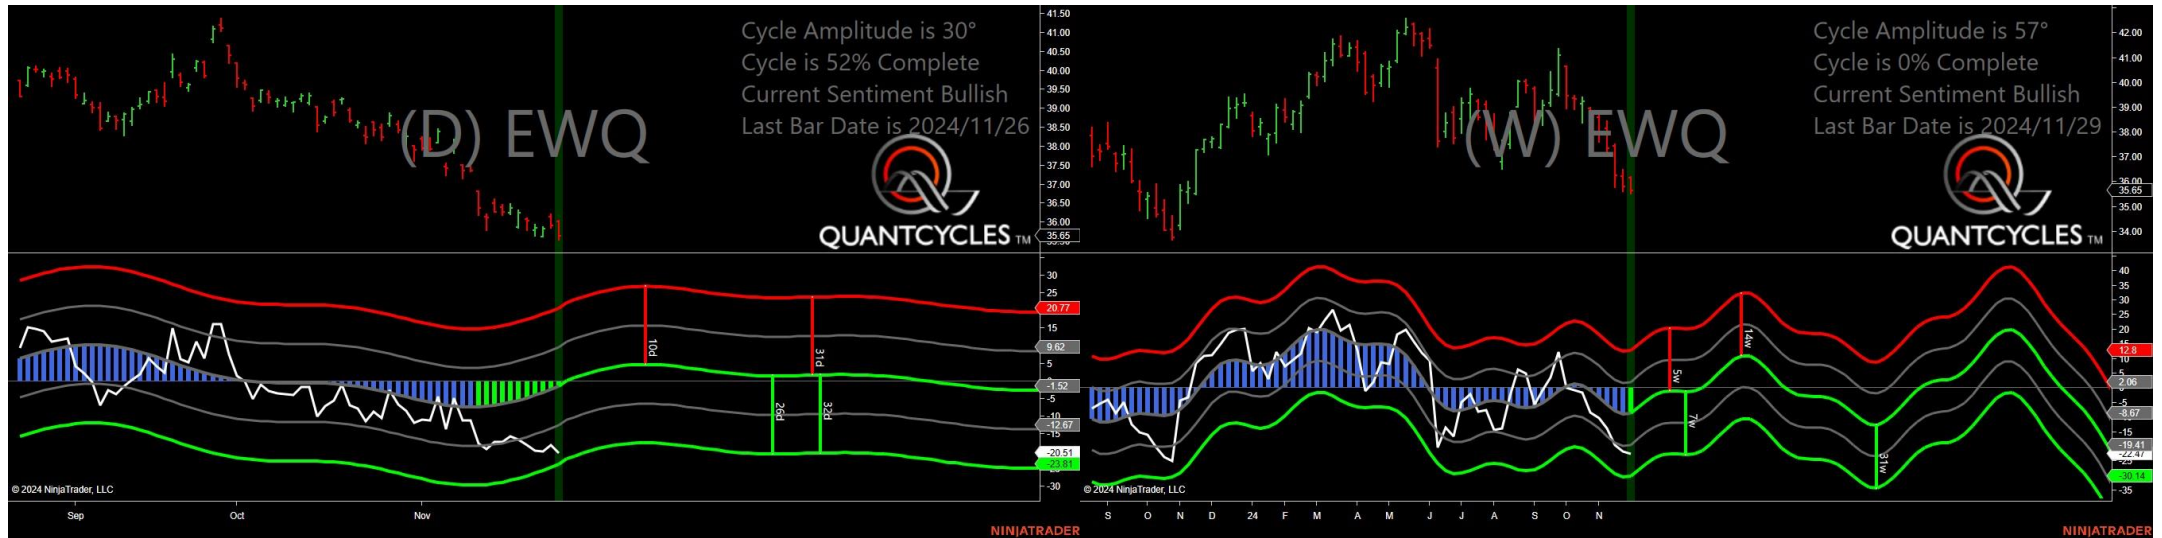 Cycle Amplitude is 30°
Cycle is 52% Complete
Current Sentiment Bullish
Last Bar Date is 2024/11/26
(D) EWQ
QUANTCYCLES TM
41.50
41.00
40.50
40.00
39.50
39.00
38.50
38.00
37.50
37.00
36.50
36.00
35.65
30
25
20.77
15
9.62
5
-1.52
-5
-10
-12.67
-15
-20.51
-23.81
-30
10d
31d
26d
32d
© 2024 NinjaTrader, LLC
Sep Oct Nov
NINJATRADER
Cycle Amplitude is 57°
Cycle is 0% Complete
Current Sentiment Bullish
Last Bar Date is 2024/11/29
(W) EWQ
QUANTCYCLES TM
42.00
41.00
40.00
39.00
38.00
37.00
36.00
35.65
35.00
34.00
40
35
30
25
20
15
12.8
5
2.06
-5
-8.67
-15
-19.41
-22.47
-30.14
-35
5w
14w
7w
31w
© 2024 NinjaTrader, LLC
S O N D 24 F M A M J J A S O N
NINJATRADER